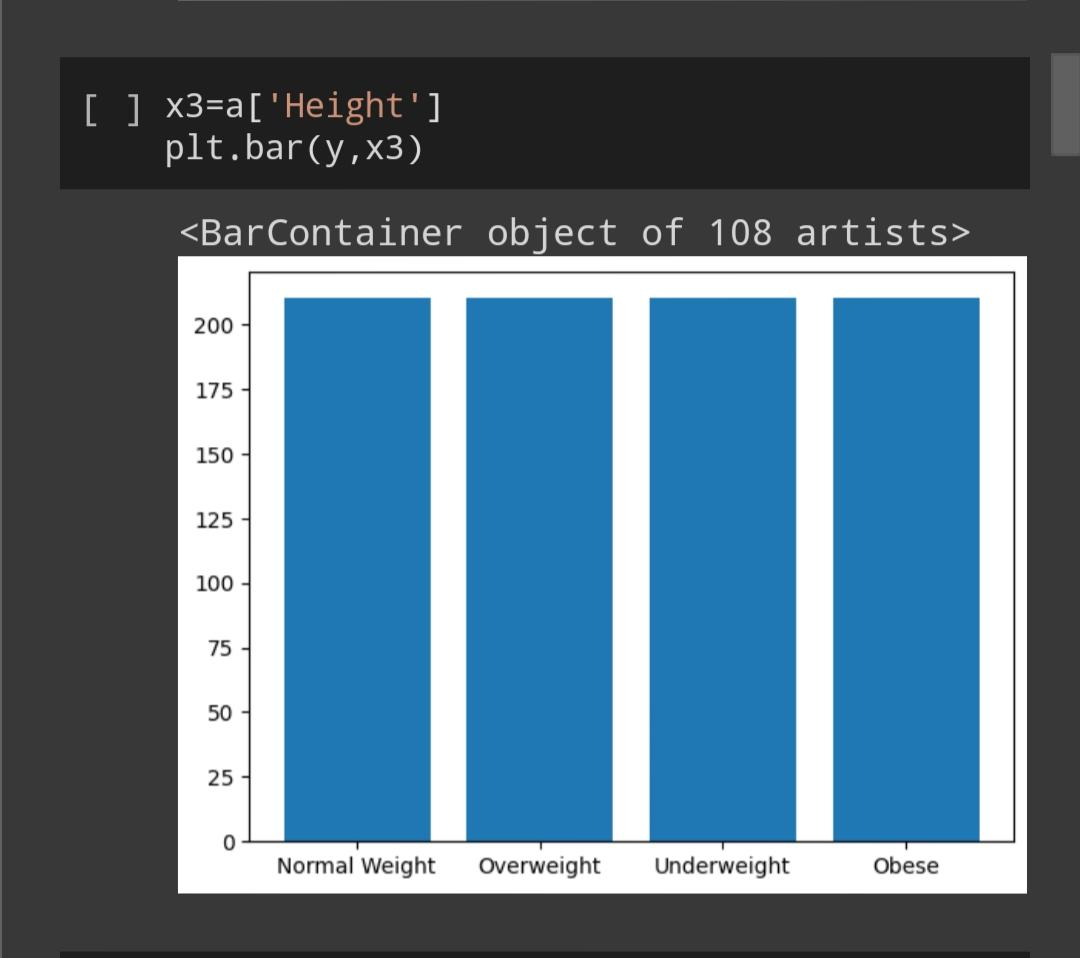 [ ] x3=a['Height']
plt.bar(y,x3)
<BarContainer object of 108 artists>
200
175
150
125
100
75
50
25
0
Normal Weight Overweight Underweight Obese